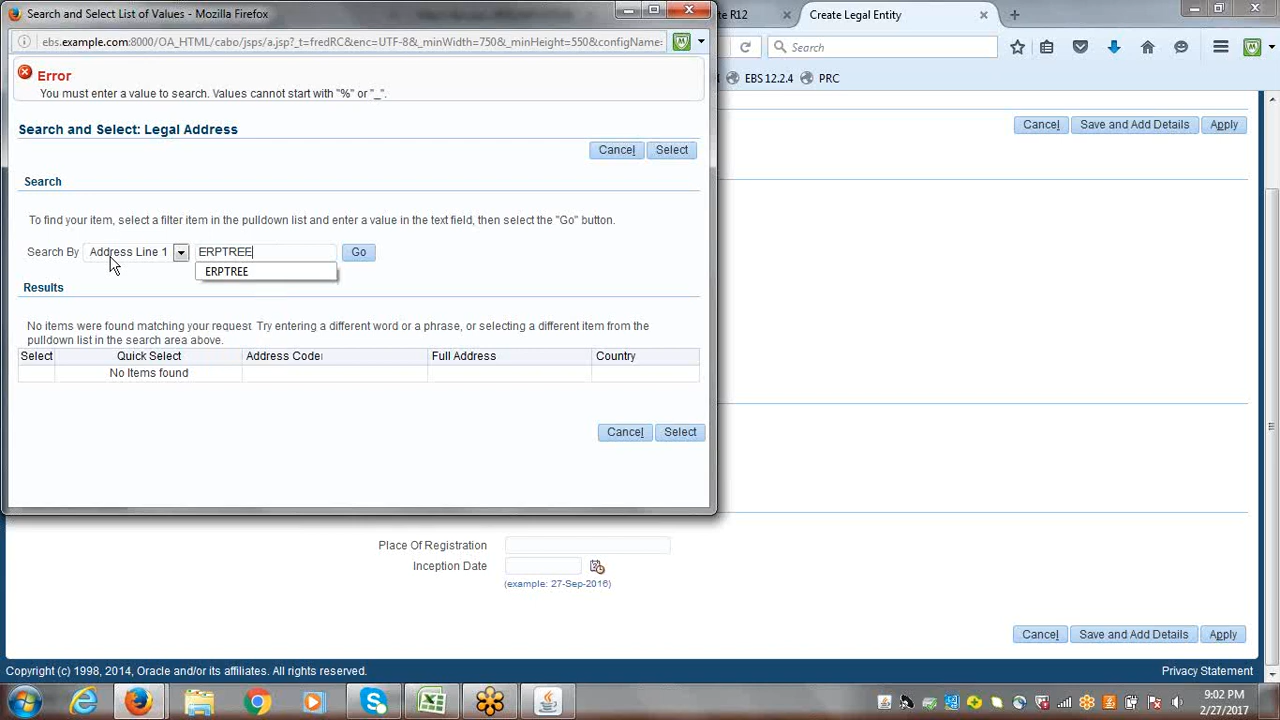 Search and Select List of Values - Mozilla Firefox
te R12
Create Legal Entity
ebs.example.com:8000/OA_HTML/cabo/jsps/a.jsp?_t=fredRC&enc=UTF-8&_minWidth=750&_minHeight=550&configName=
Search
EBS 12.2.4
PRC
Error
You must enter a value to search. Values cannot start with "%" or "_".
Search and Select: Legal Address
Cancel
Select
Cancel
Save and Add Details
Apply
Search
To find your item, select a filter item in the pulldown list and enter a value in the text field, then select the "Go" button.
Search By
Address Line 1
ERPTREE
Go
ERPTREE
Results
No items were found matching your request. Try entering a different word or a phrase, or selecting a different item from the
pulldown list in the search area above.
Select
Quick Select
Address Code
Full Address
Country
No Items found
Cancel
Select
Place Of Registration
Inception Date
(example: 27-Sep-2016)
Cancel
Save and Add Details
Apply
Copyright (c) 1998, 2014, Oracle and/or its affiliates. All rights reserved.
Privacy Statement
9:02 PM
2/27/2017